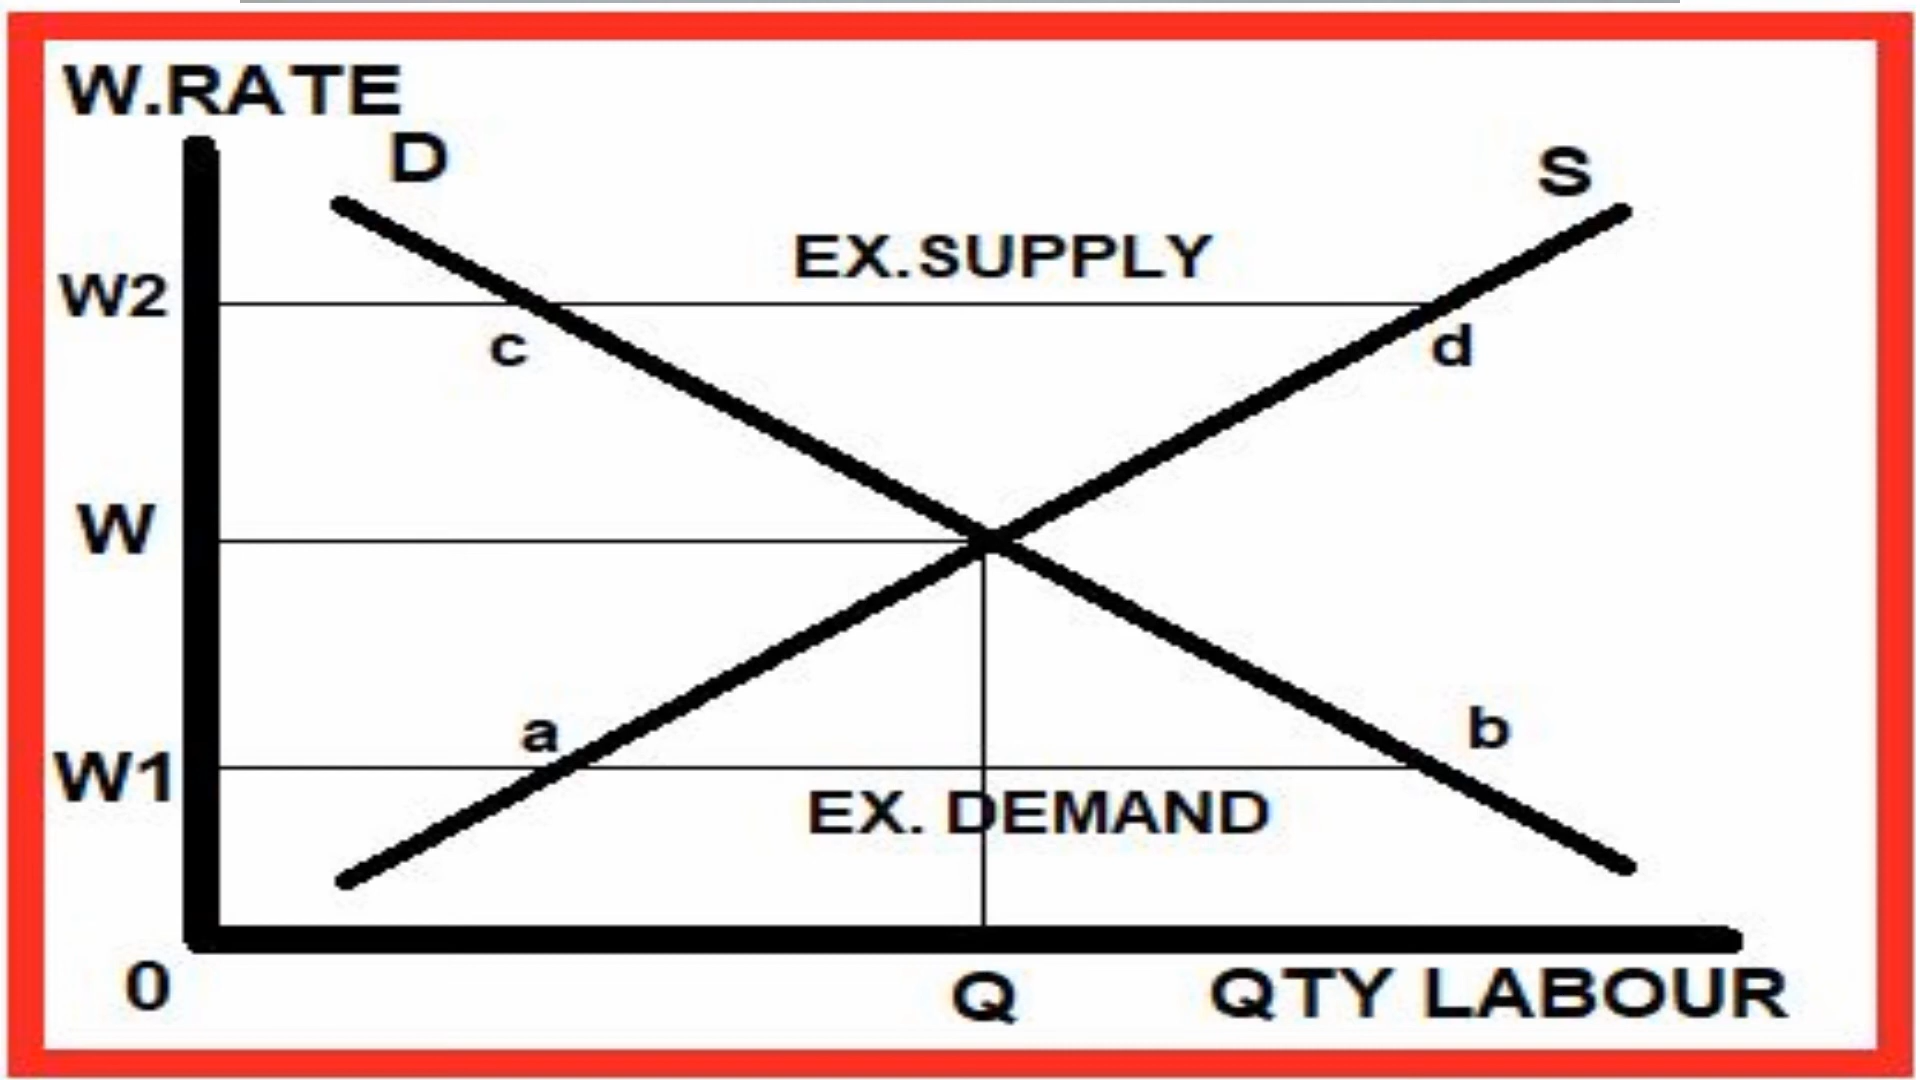 W.RATE
D
S
EX.SUPPLY
W2
c
d
W
a
b
W1
EX. DEMAND
0
Q
QTY LABOUR